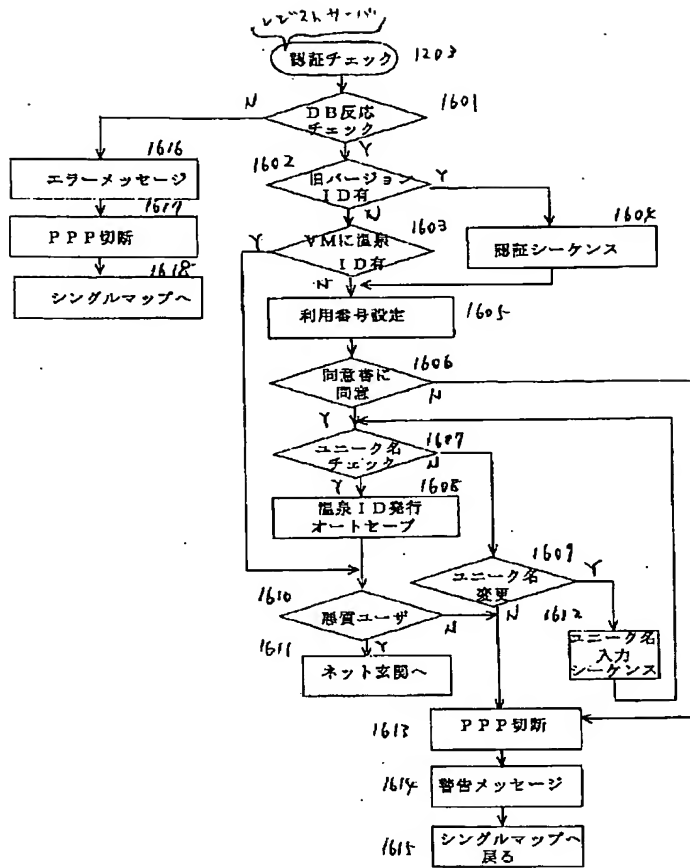 レジストサーバ
認証チェック
1203
N
DB反応
チェック
1601
Y
1616
エラーメッセージ
1602
旧バージョン
ID有
Y
N
1617
PPP切断
Y
VMに温泉
ID有
1603
1604
認証シーケンス
1618
シングルマップへ
N
利用番号設定
1605
同意書に
同意
1606
N
Y
ユニーク名
チェック
1607
N
Y
1608
温泉ID発行
オートセーブ
1609
ユニーク名
変更
Y
N
1610
悪質ユーザ
N
1612
ユニーク名
入力
シーケンス
1611
Y
ネット玄関へ
1613
PPP切断
1614
警告メッセージ
1615
シングルマップへ
戻る